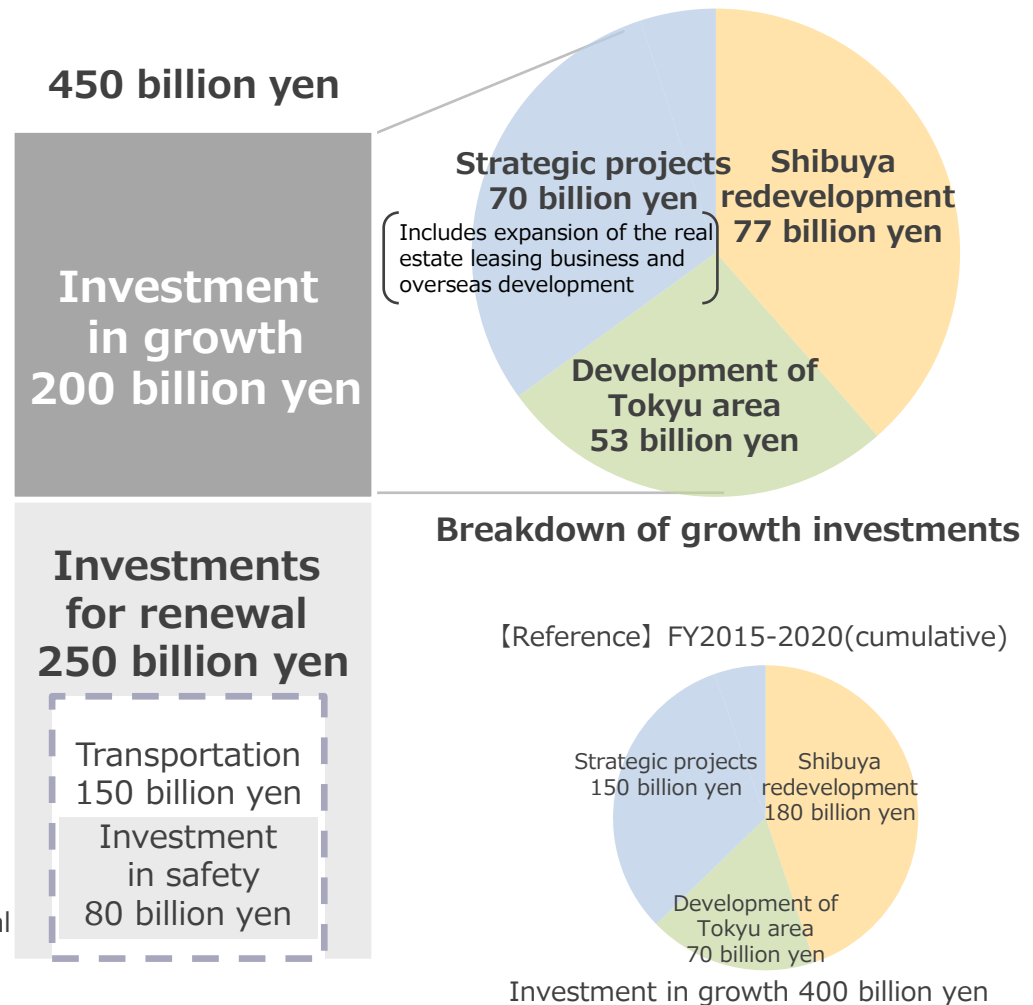 450 billion yen
Investment
in growth
200 billion yen
Investments
for renewal
250 billion yen
Transportation
150 billion yen
Investment
in safety
80 billion yen
Strategic projects
70 billion yen
Includes expansion of the real
estate leasing business and
overseas development
Shibuya
redevelopment
77 billion yen
Development of
Tokyu area
53 billion yen
Breakdown of growth investments
【Reference】 FY2015-2020(cumulative)
Strategic projects
150 billion yen
Shibuya
redevelopment
180 billion yen
Development of
Tokyu area
70 billion yen
Investment in growth 400 billion yen